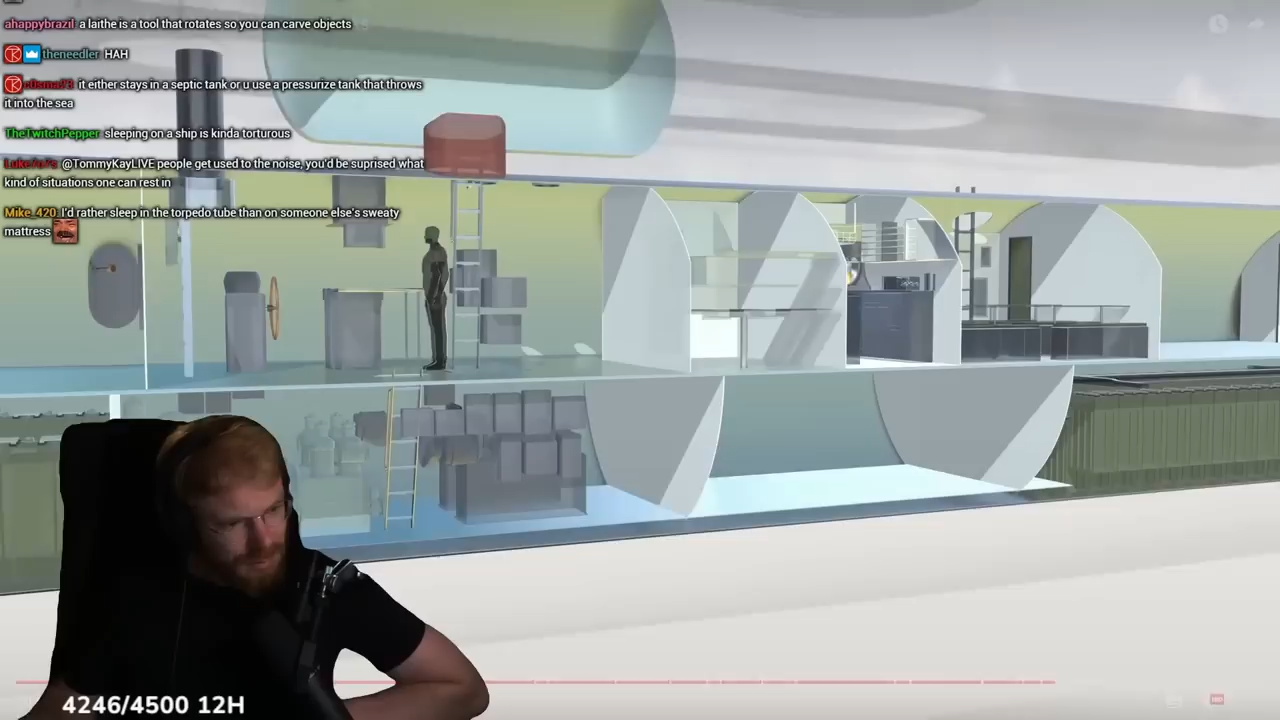 ahappybrazil a laithe is a tool that rotates so you can carve objects
theneedler HAH
it either stays in a septic tank or u use a pressurize tank that throws
it into the sea
TheTwitchPepper sleeping on a ship is kinda torturous
@TommyKayLIVE people get used to the noise, you'd be suprised what
kind of situations one can rest in
Mike_420 I'd rather sleep in the torpedo tube than on someone else's sweaty
mattress
4246/4500 12H